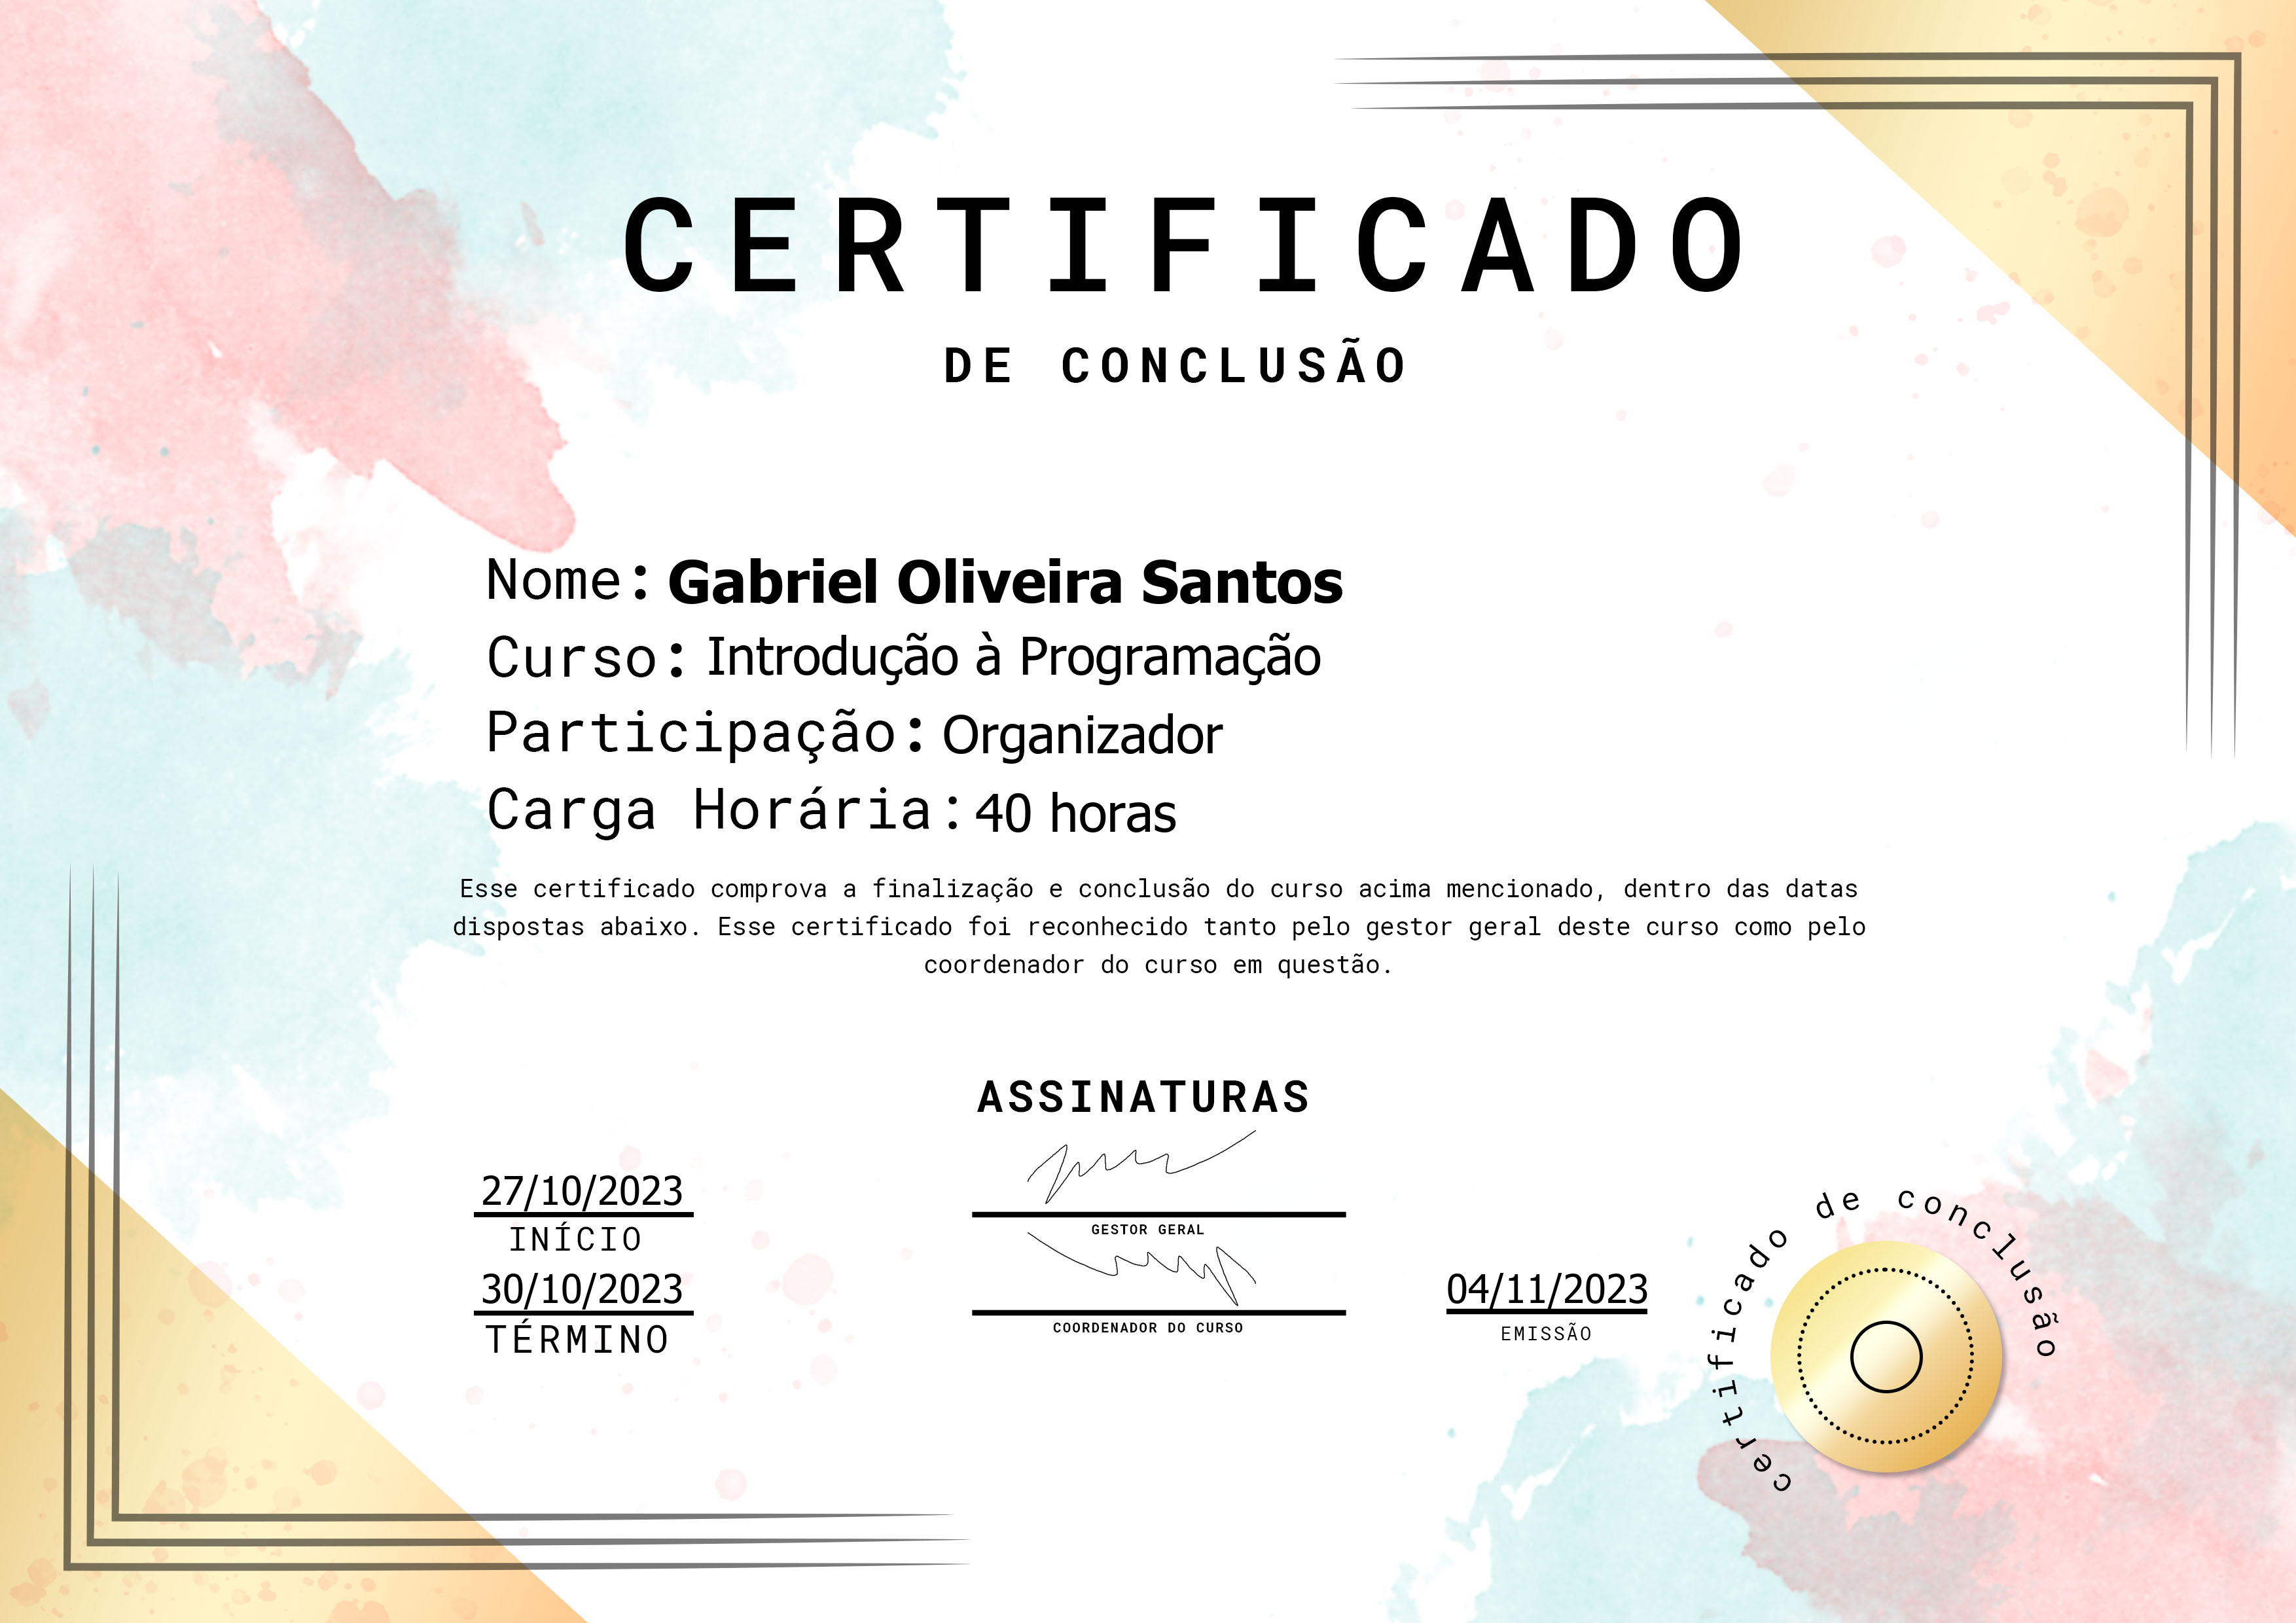 CERTIFICADO
DE CONCLUSÃO
Nome: Gabriel Oliveira Santos
Curso: Introdução à Programação
Participação: Organizador
Carga Horária: 40 horas
Esse certificado comprova a finalização e conclusão do curso acima mencionado, dentro das datas
dispostas abaixo. Esse certificado foi reconhecido tanto pelo gestor geral deste curso como pelo
coordenador do curso em questão.
ASSINATURAS
27/10/2023
INÍCIO
GESTOR GERAL
30/10/2023
TÉRMINO
COORDENADOR DO CURSO
04/11/2023
EMISSÃO
certificado de conclusão